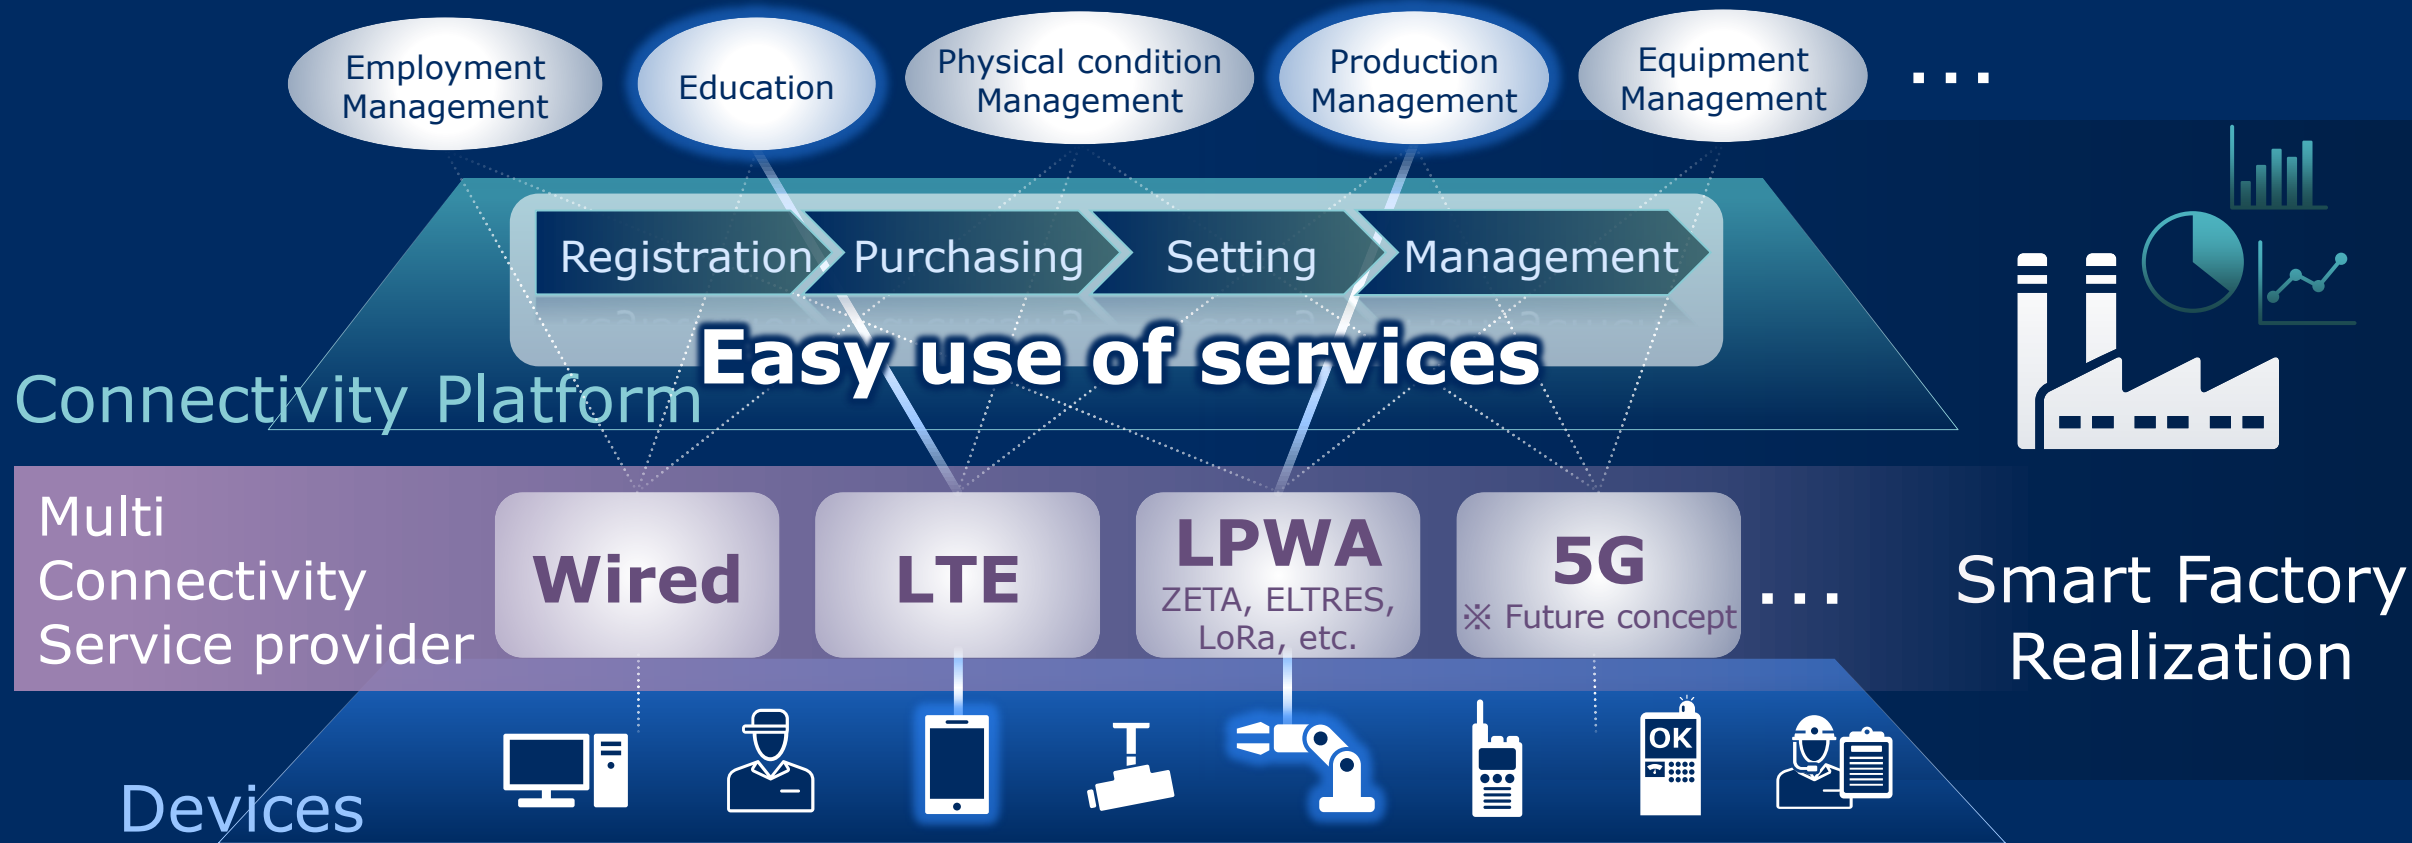 Employment
Management
Education
Physical condition
Management
Production
Management
Equipment
Management
...
Registration
Purchasing
Setting
Management
Easy use of services
Connectivity Platform
Multi
Connectivity
Service provider
Wired
LTE
LPWA
ZETA, ELTRES,
LoRa, etc.
5G
※ Future concept
...
Smart Factory
Realization
Devices
OK